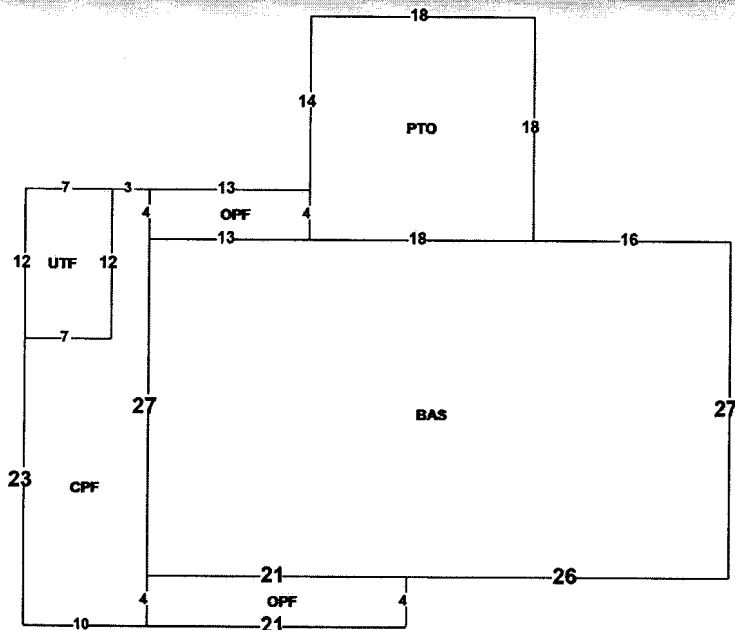 18
14
PTO
18
7 3 13
4 OPF 4
12 UTF 12
13 18 16
7
27 BAS 27
23 CPF
21 26
4 OPF 4
10 21